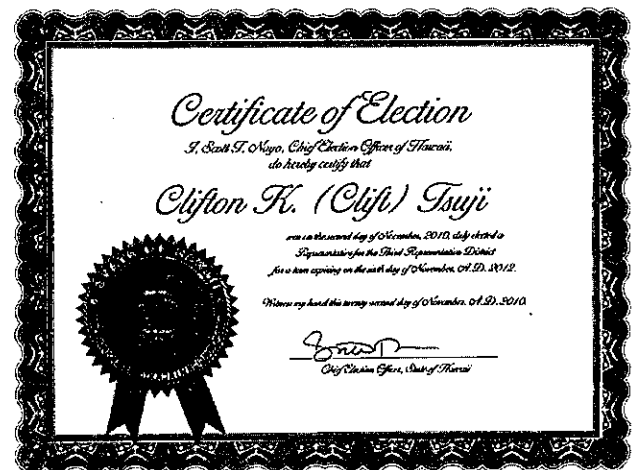 Certificate of Election
I, Scott T. Nago, Chief Election Officer of Hawaii,
do hereby certify that
Clifton K. (Clift) Tsuji
was on the second day of November, 2010, duly elected a
Representative for the Third Representative District
for a term expiring on the sixth day of November, A.D. 2012.
Witness my hand this twenty-second day of November, A.D. 2010.
Chief Election Officer, State of Hawaii